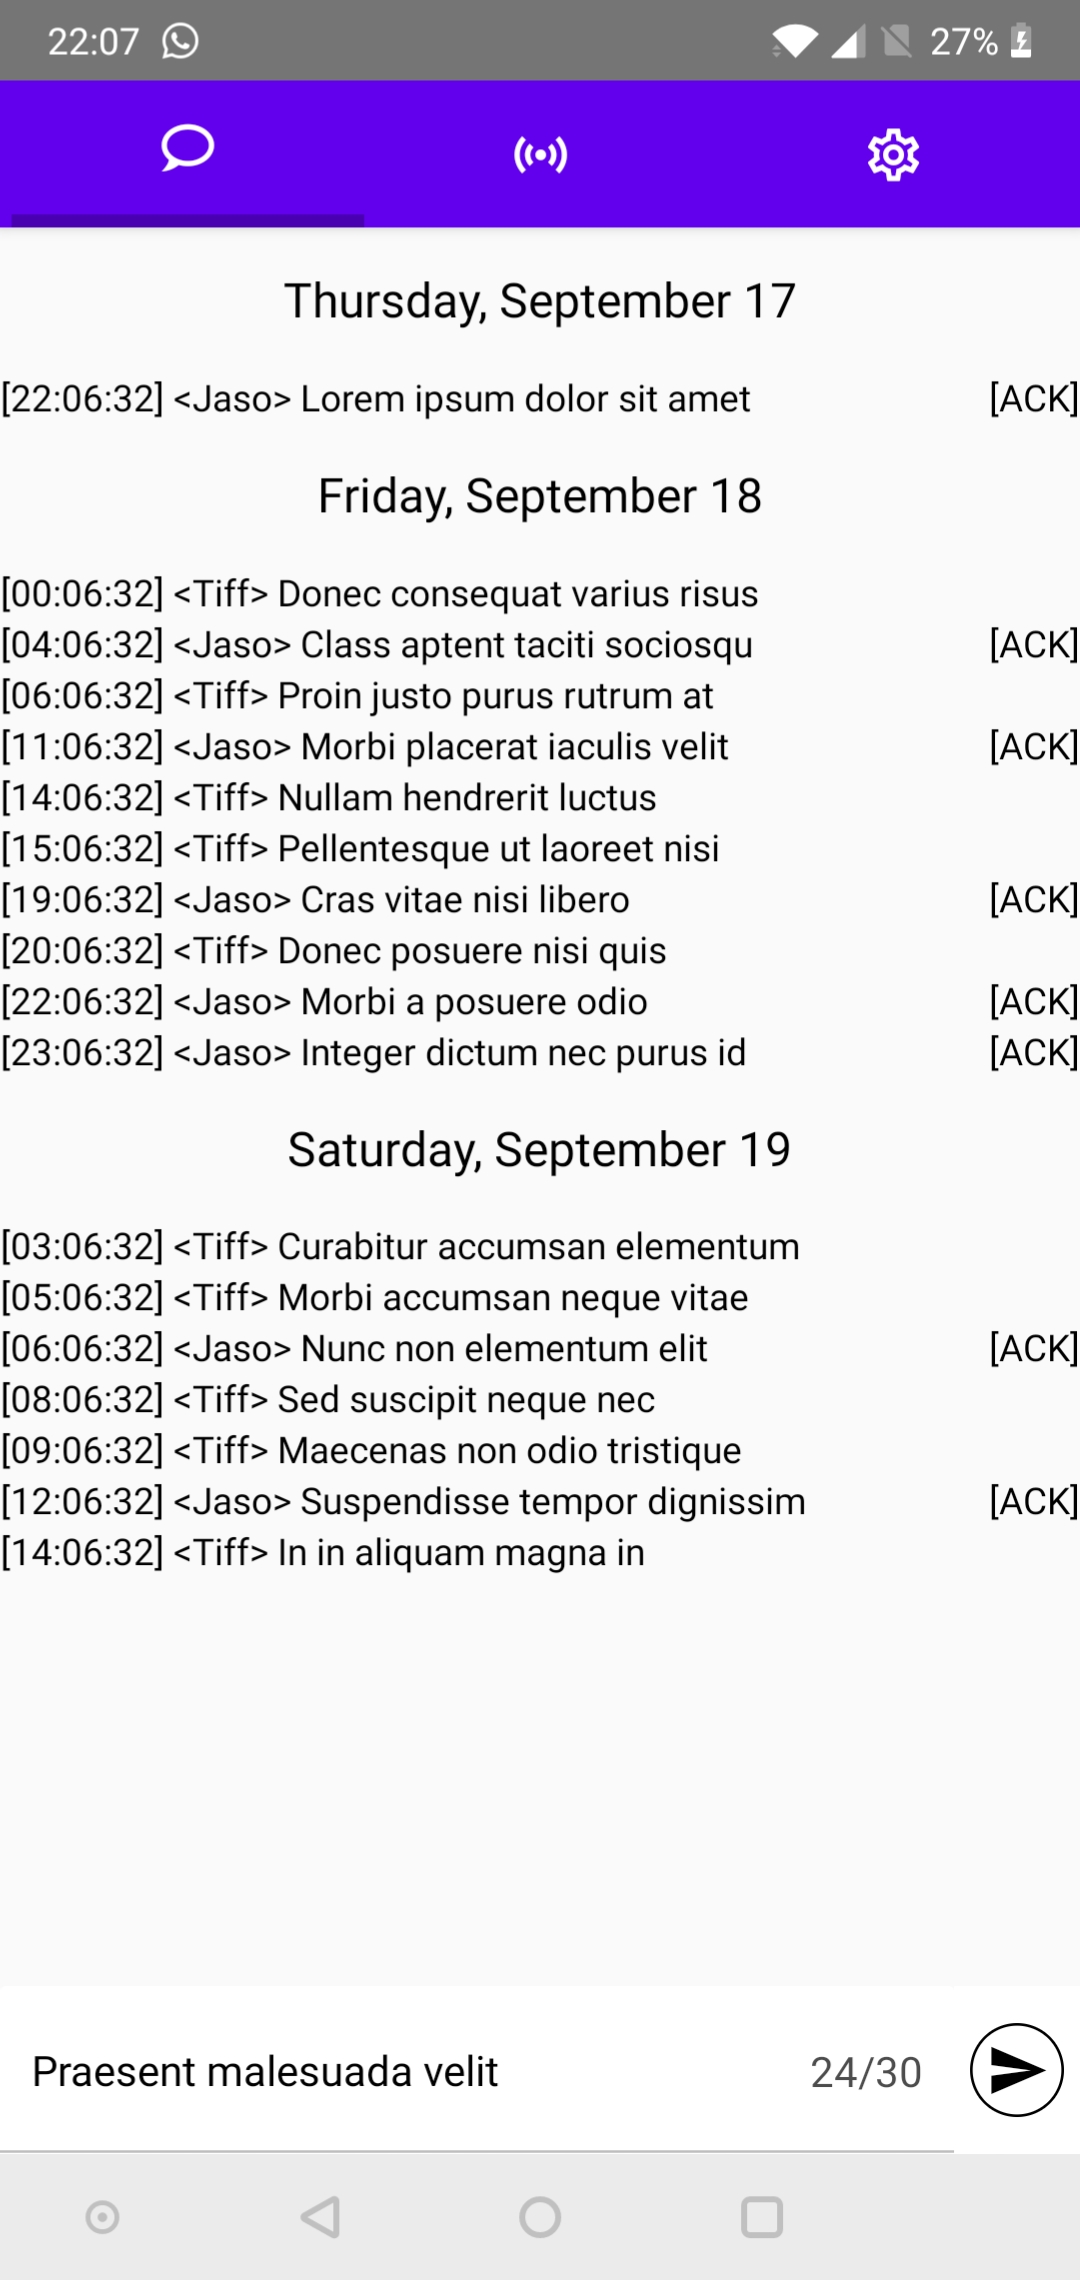 22:07 27%
Thursday, September 17
[22:06:32] <Jaso> Lorem ipsum dolor sit amet [ACK]
Friday, September 18
[00:06:32] <Tiff> Donec consequat varius risus
[04:06:32] <Jaso> Class aptent taciti sociosqu [ACK]
[06:06:32] <Tiff> Proin justo purus rutrum at
[11:06:32] <Jaso> Morbi placerat iaculis velit [ACK]
[14:06:32] <Tiff> Nullam hendrerit luctus
[15:06:32] <Tiff> Pellentesque ut laoreet nisi
[19:06:32] <Jaso> Cras vitae nisi libero [ACK]
[20:06:32] <Tiff> Donec posuere nisi quis
[22:06:32] <Jaso> Morbi a posuere odio [ACK]
[23:06:32] <Jaso> Integer dictum nec purus id [ACK]
Saturday, September 19
[03:06:32] <Tiff> Curabitur accumsan elementum
[05:06:32] <Tiff> Morbi accumsan neque vitae
[06:06:32] <Jaso> Nunc non elementum elit [ACK]
[08:06:32] <Tiff> Sed suscipit neque nec
[09:06:32] <Tiff> Maecenas non odio tristique
[12:06:32] <Jaso> Suspendisse tempor dignissim [ACK]
[14:06:32] <Tiff> In in aliquam magna in
Praesent malesuada velit 24/30